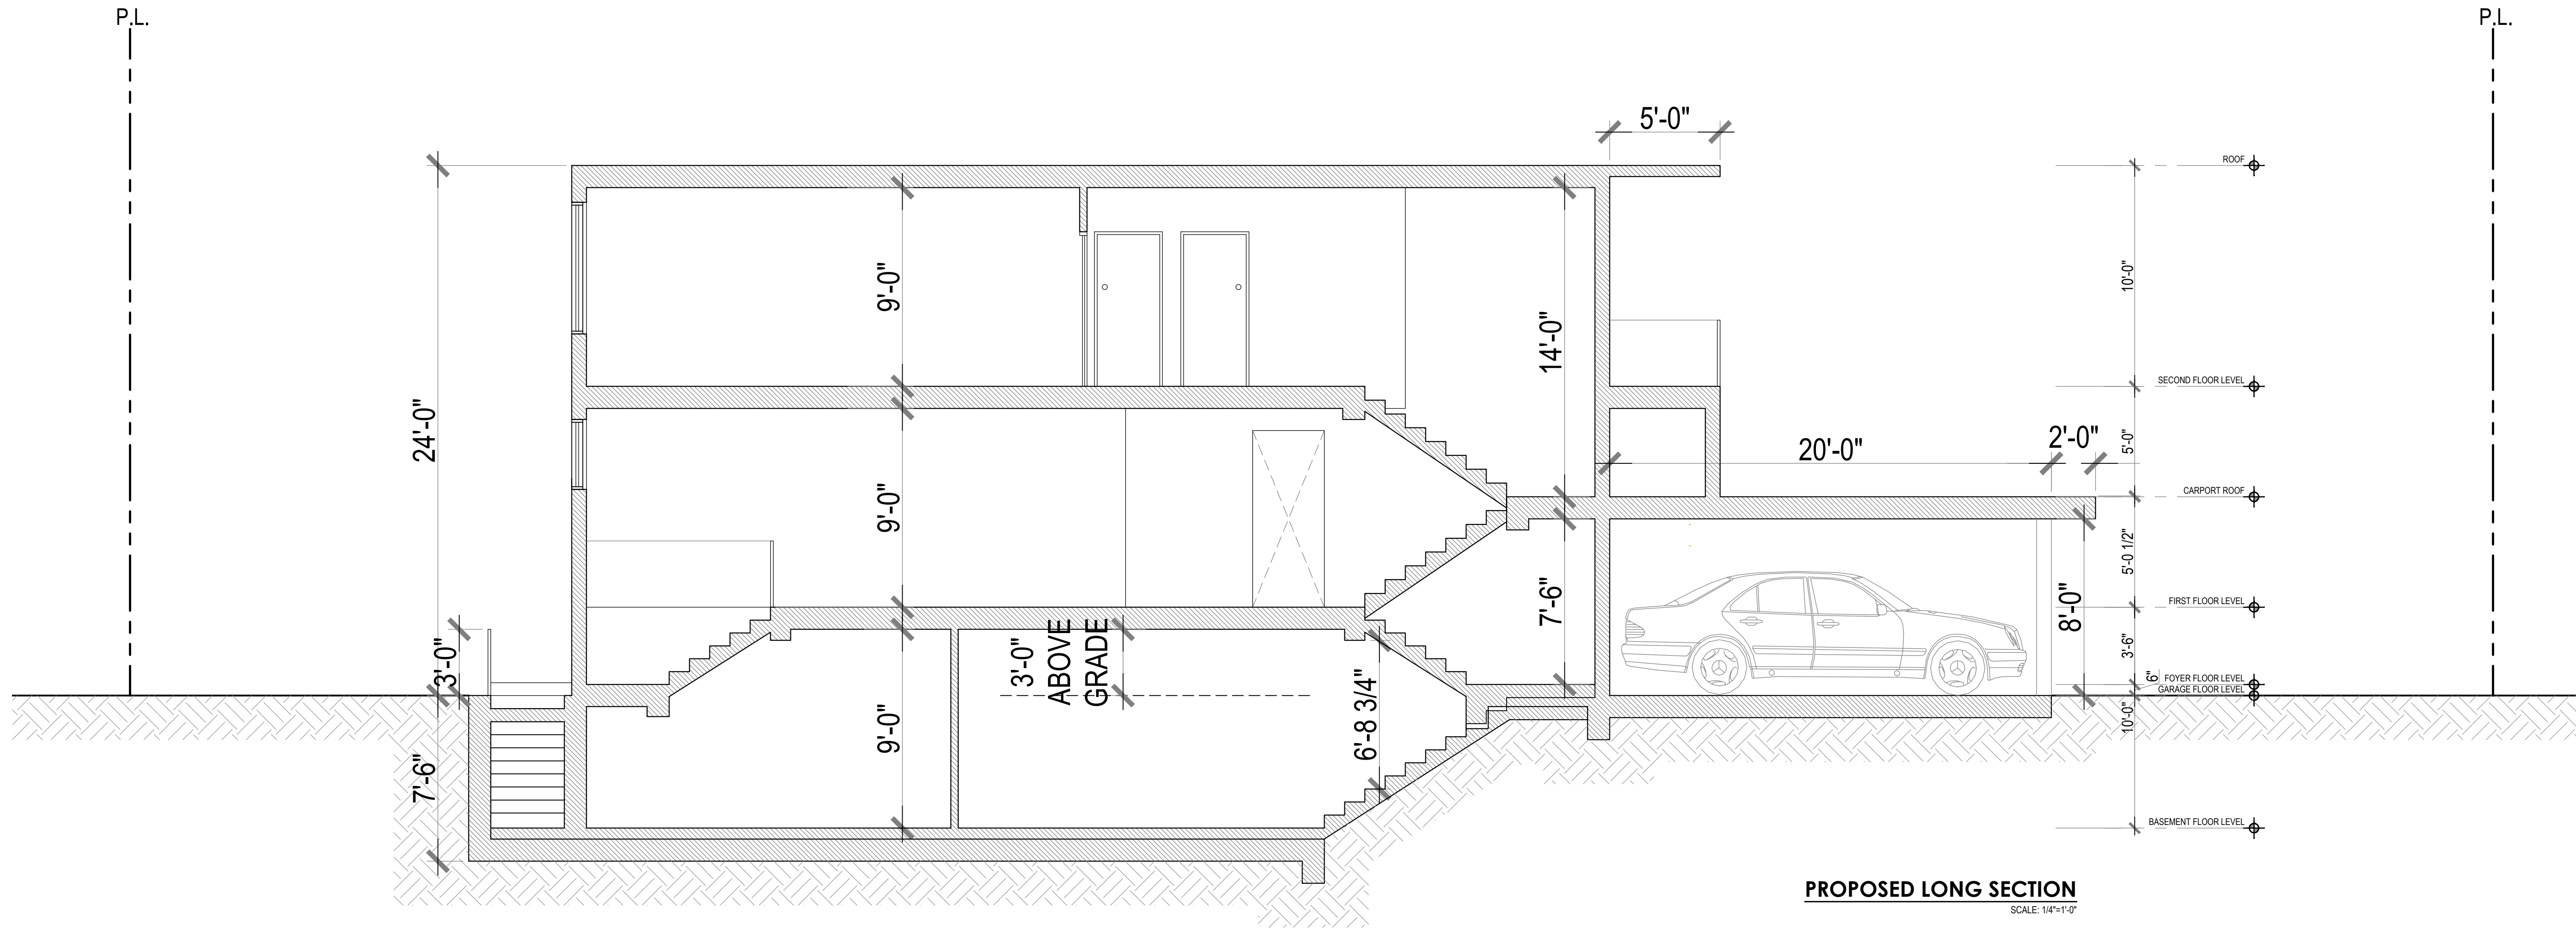 P.L.
P.L.
5'-0"
ROOF
10'-0"
9'-0"
14'-0"
24'-0"
SECOND FLOOR LEVEL
5'-0"
20'-0"
2'-0"
CARPORT ROOF
9'-0"
5'-0 1/2"
7'-6"
8'-0"
FIRST FLOOR LEVEL
3'-0"
3'-0"
ABOVE
GRADE
3'-6"
6"
FOYER FLOOR LEVEL
GARAGE FLOOR LEVEL
10'-0"
9'-0"
6'-8 3/4"
7'-6"
BASEMENT FLOOR LEVEL
PROPOSED LONG SECTION
SCALE: 1/4"=1'-0"